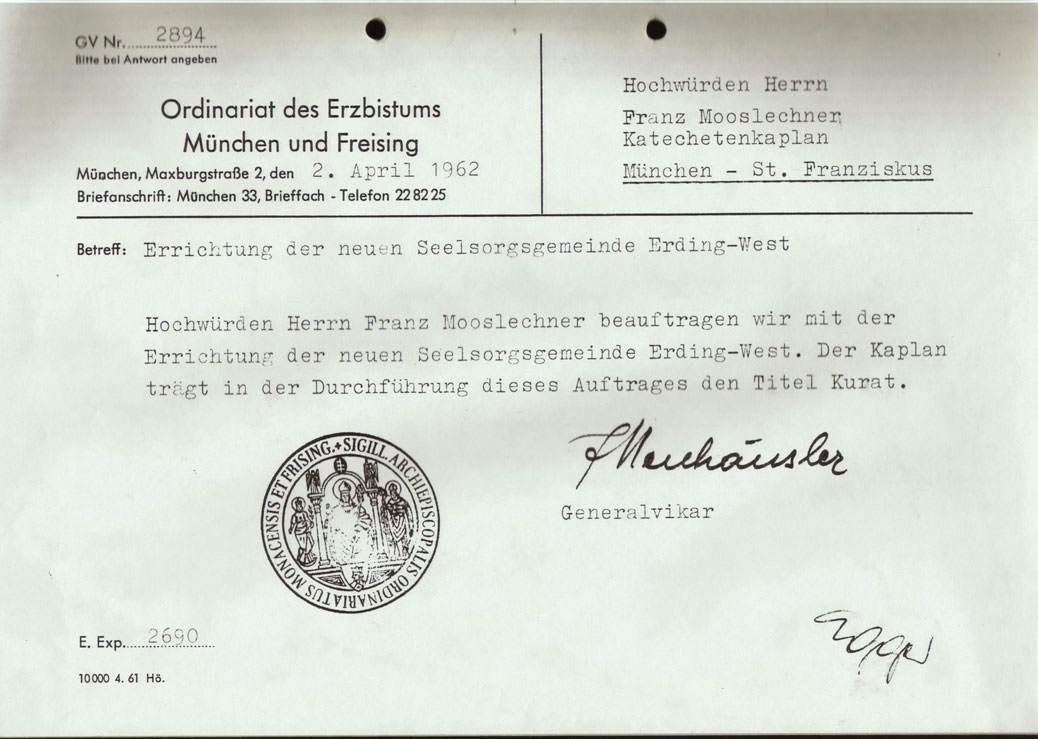 GV Nr. 2894
Bitte bei Antwort angeben
Ordinariat des Erzbistums
München und Freising
München, Maxburgstraße 2, den 2. April 1962
Briefanschrift: München 33, Brieffach - Telefon 22 82 25
Hochwürden Herrn
Franz Mooslechner
Katechetenkaplan
München - St. Franziskus
Betreff: Errichtung der neuen Seelsorgsgemeinde Erding-West
Hochwürden Herrn Franz Mooslechner beauftragen wir mit der
Errichtung der neuen Seelsorgsgemeinde Erding-West. Der Kaplan
trägt in der Durchführung dieses Auftrages den Titel Kurat.
Neuhäusler
Generalvikar
SIGILL. ARCHIEPISCOPALIS ORDINARIATUS MONACENSIS ET FRISING.
E. Exp. 2690
10000 4. 61 Hö.